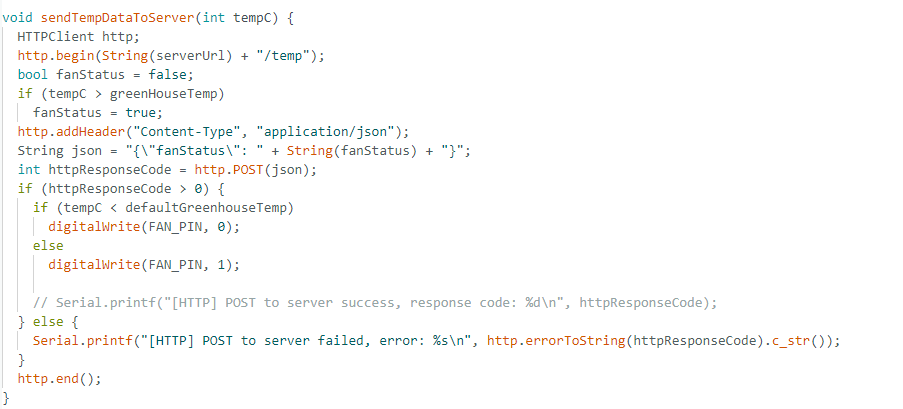 void sendTempDataToServer(int tempC) {
  HTTPClient http;
  http.begin(String(serverUrl) + "/temp");
  bool fanStatus = false;
  if (tempC > greenHouseTemp)
    fanStatus = true;
  http.addHeader("Content-Type", "application/json");
  String json = "{\"fanStatus\": " + String(fanStatus) + "}";
  int httpResponseCode = http.POST(json);
  if (httpResponseCode > 0) {
    if (tempC < defaultGreenhouseTemp)
      digitalWrite(FAN_PIN, 0);
    else
      digitalWrite(FAN_PIN, 1);

    // Serial.printf("[HTTP] POST to server success, response code: %d\n", httpResponseCode);
  } else {
    Serial.printf("[HTTP] POST to server failed, error: %s\n", http.errorToString(httpResponseCode).c_str());
  }
  http.end();
}